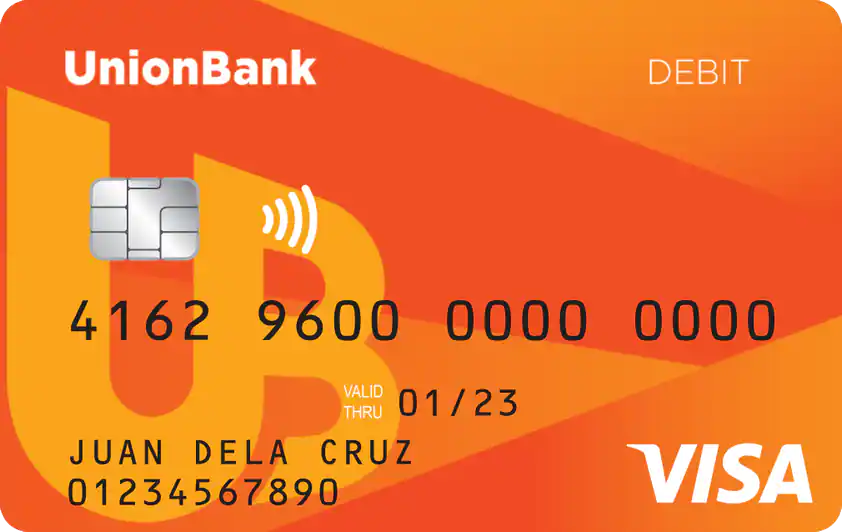 UnionBank
DEBIT
4162 9600 0000 0000
VALID THRU 01/23
JUAN DELA CRUZ
01234567890
VISA